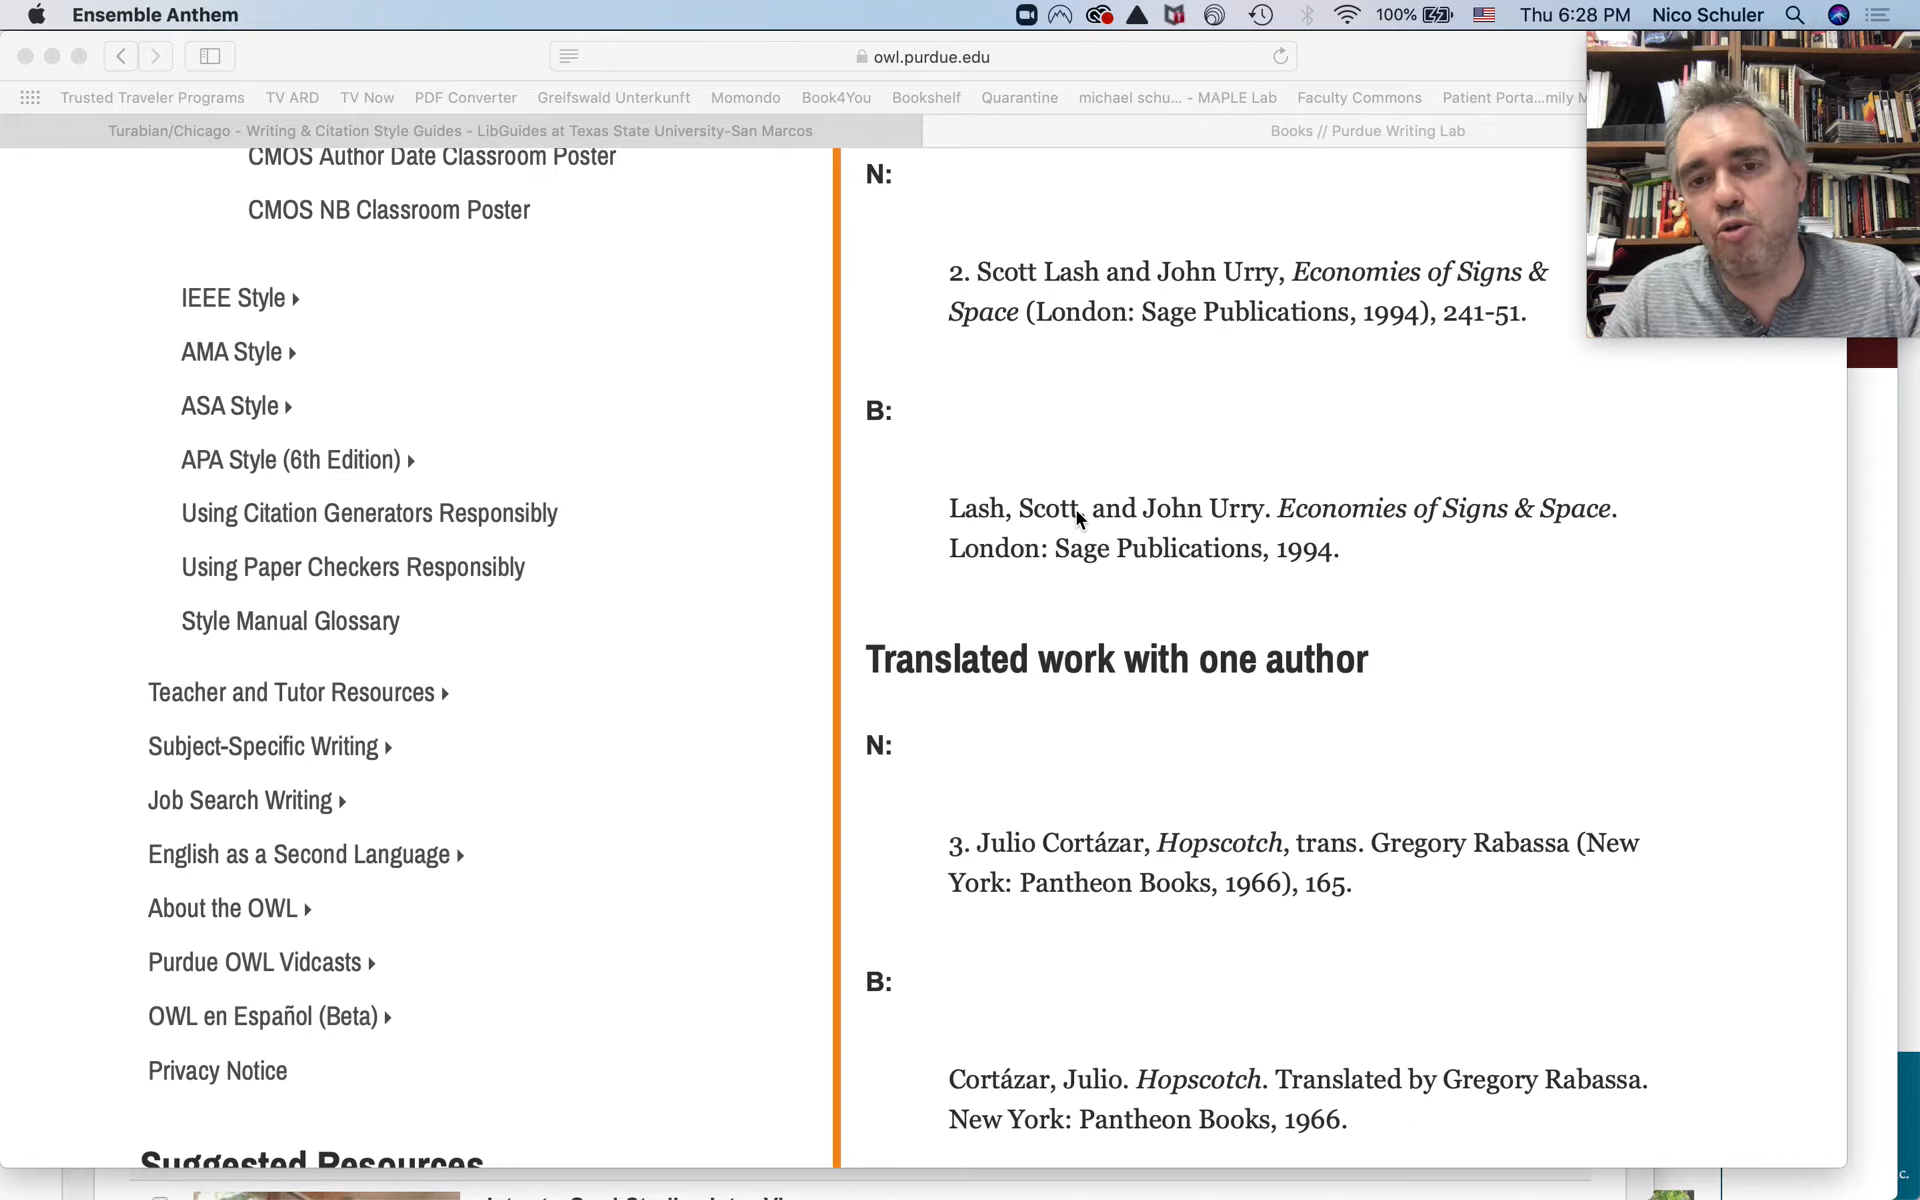 Ensemble Anthem
100%
Thu 6:28 PM
Nico Schuler
owl.purdue.edu
Trusted Traveler Programs
TV ARD
TV Now
PDF Converter
Greifswald Unterkunft
Momondo
Book4You
Bookshelf
Quarantine
michael schu... - MAPLE Lab
Faculty Commons
Patient Porta...mily M
Turabian/Chicago - Writing & Citation Style Guides - LibGuides at Texas State University-San Marcos
Books // Purdue Writing Lab
CMOS Author Date Classroom Poster
CMOS NB Classroom Poster
IEEE Style
AMA Style
ASA Style
APA Style (6th Edition)
Using Citation Generators Responsibly
Using Paper Checkers Responsibly
Style Manual Glossary
Teacher and Tutor Resources
Subject-Specific Writing
Job Search Writing
English as a Second Language
About the OWL
Purdue OWL Vidcasts
OWL en Español (Beta)
Privacy Notice
Suggested Resources
N:
2. Scott Lash and John Urry, Economies of Signs &
Space (London: Sage Publications, 1994), 241-51.
B:
Lash, Scott, and John Urry. Economies of Signs & Space.
London: Sage Publications, 1994.
Translated work with one author
N:
3. Julio Cortázar, Hopscotch, trans. Gregory Rabassa (New
York: Pantheon Books, 1966), 165.
B:
Cortázar, Julio. Hopscotch. Translated by Gregory Rabassa.
New York: Pantheon Books, 1966.
c.